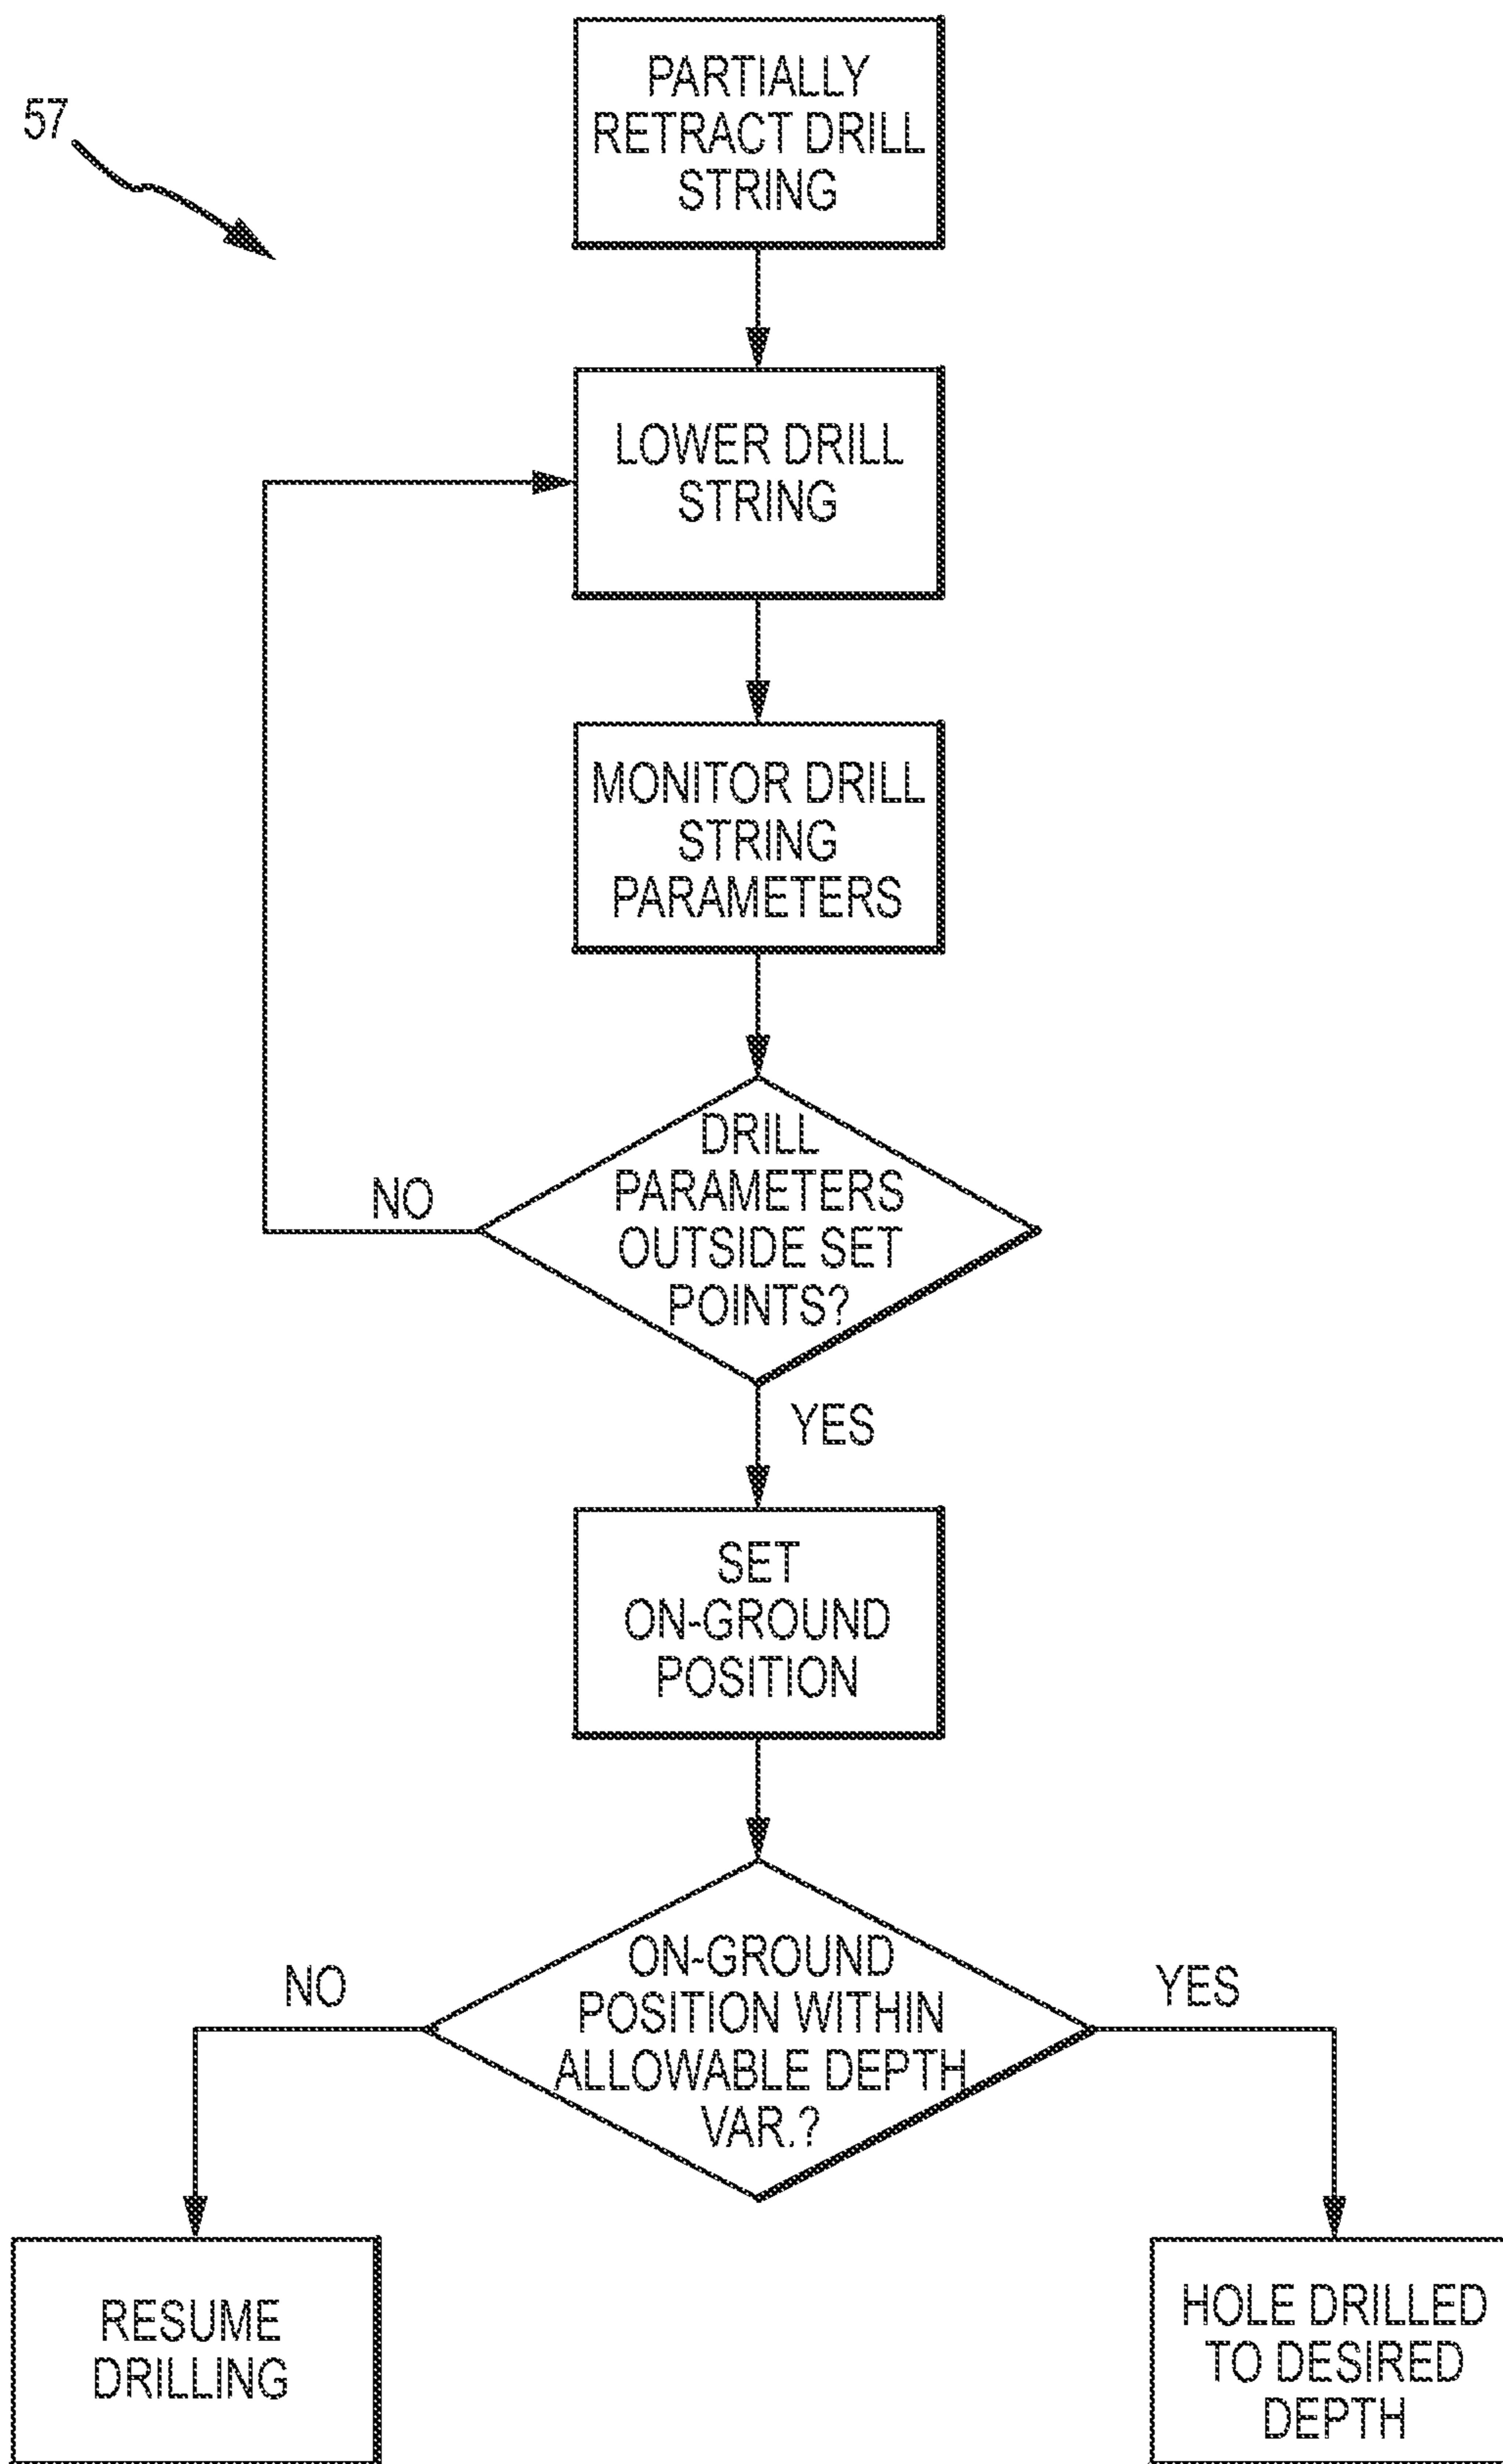 57
PARTIALLY
RETRACT DRILL
STRING
LOWER DRILL
STRING
MONITOR DRILL
STRING
PARAMETERS
DRILL
PARAMETERS
OUTSIDE SET
POINTS?
NO
YES
SET
ON-GROUND
POSITION
ON-GROUND
POSITION WITHIN
ALLOWABLE DEPTH
VAR.?
NO
YES
RESUME
DRILLING
HOLE DRILLED
TO DESIRED
DEPTH